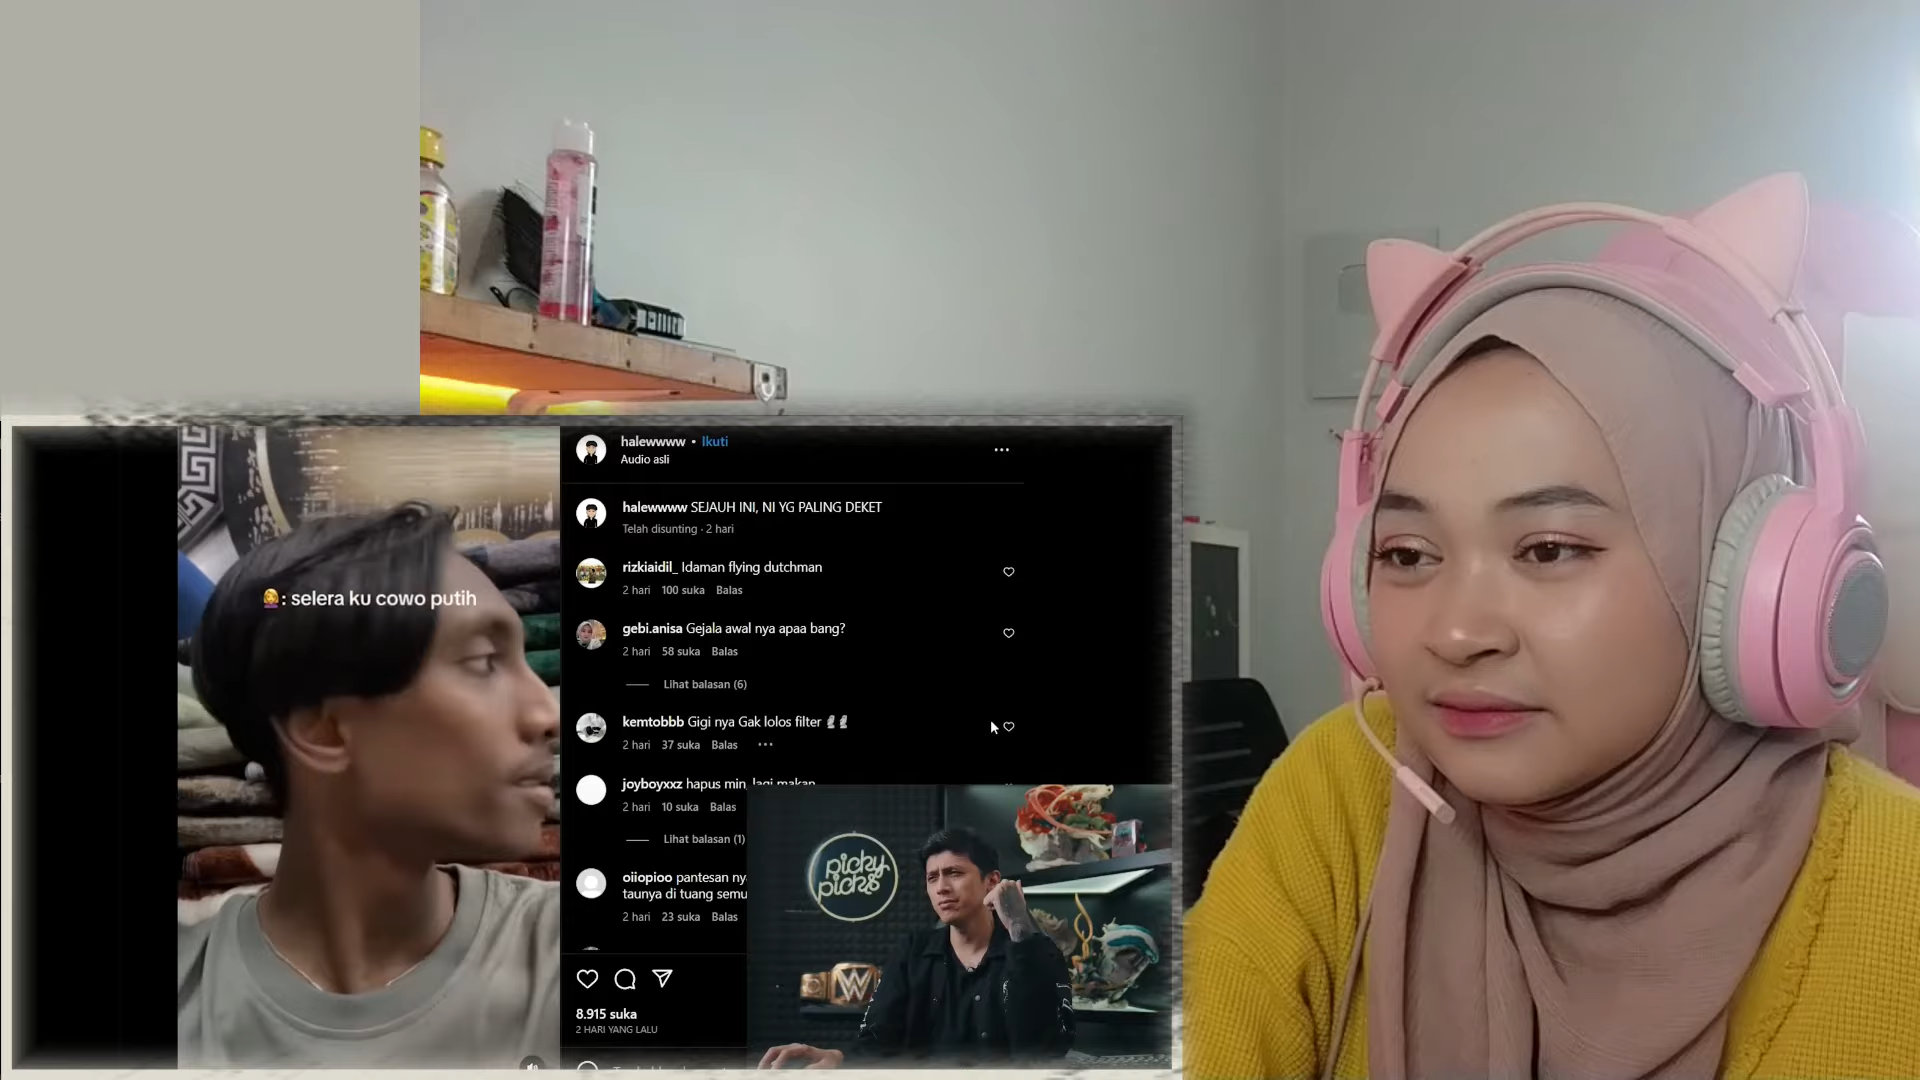 halewwww • Ikuti
Audio asli
halewwww SEJAUH INI, NI YG PALING DEKET
Telah disunting · 2 hari
rizkiaidil_ Idaman flying dutchman
2 hari 100 suka Balas
gebi.anisa Gejala awal nya apaa bang?
2 hari 58 suka Balas
Lihat balasan (6)
kemtobbb Gigi nya Gak lolos filter
2 hari 37 suka Balas
joyboyxxz hapus min, lagi makan
2 hari 10 suka Balas
Lihat balasan (1)
oiiopioo pantesan ny
taunya di tuang semu
2 hari 23 suka Balas
8.915 suka
2 HARI YANG LALU
: selera ku cowo putih
picky
picks
W